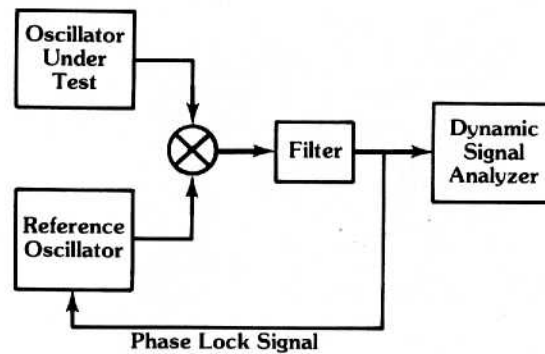 Oscillator
Under
Test
Filter
Dynamic
Signal
Analyzer
Reference
Oscillator
Phase Lock Signal